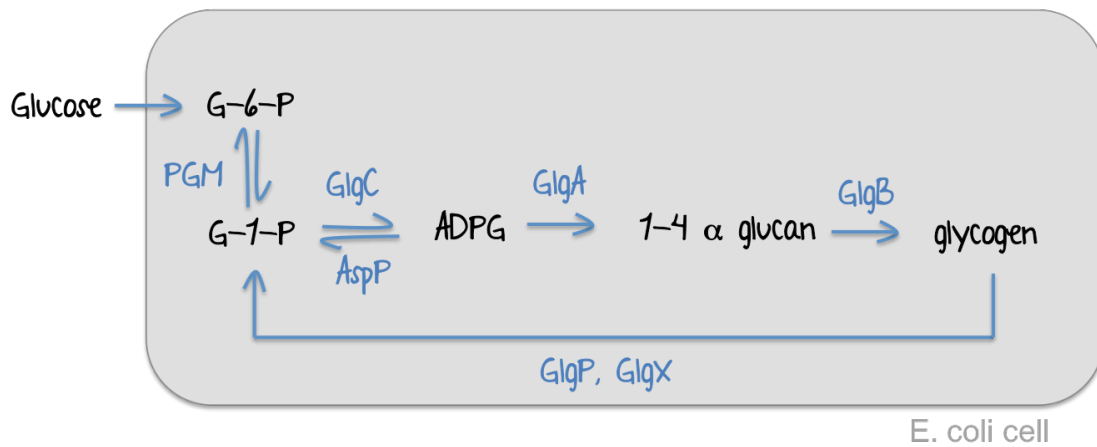 Glucose
G-6-P
PGM
GlgC
GlgA
GlgB
G-1-P
ADPG
1-4 α glucan
glycogen
AspP
GlgP, GlgX
E. coli cell